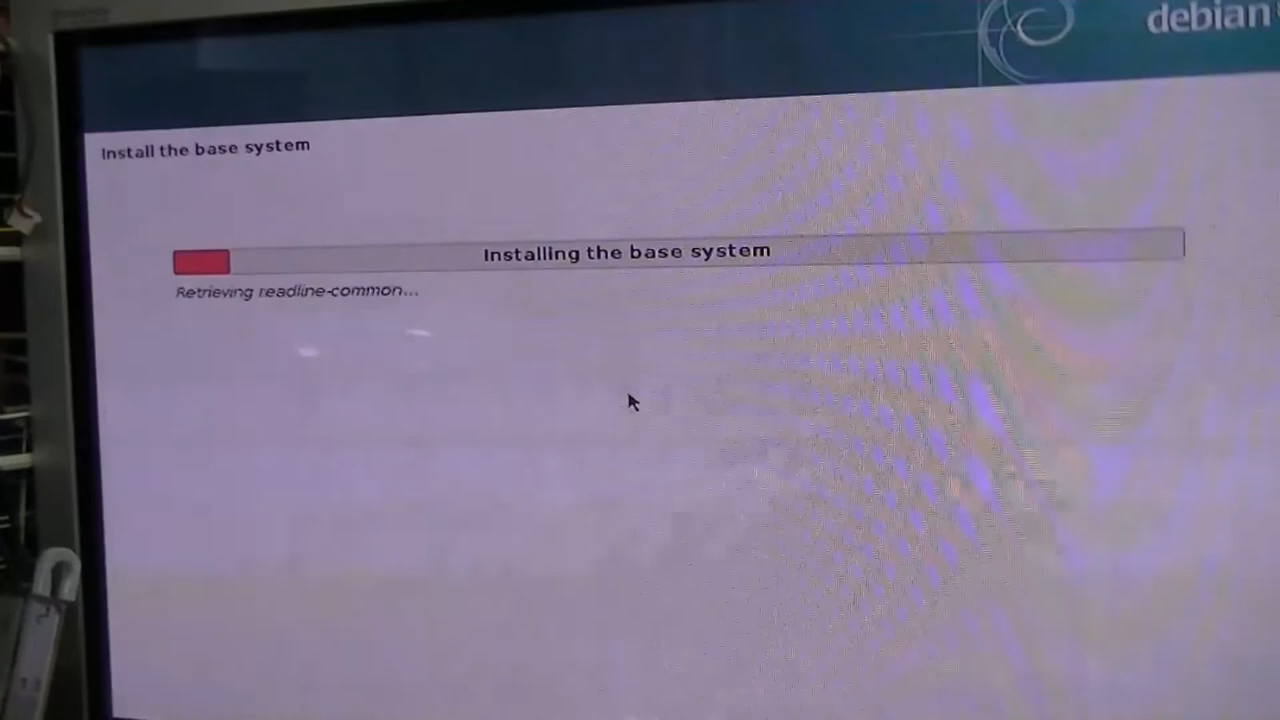 debian
Install the base system
Installing the base system
Retrieving readline-common...